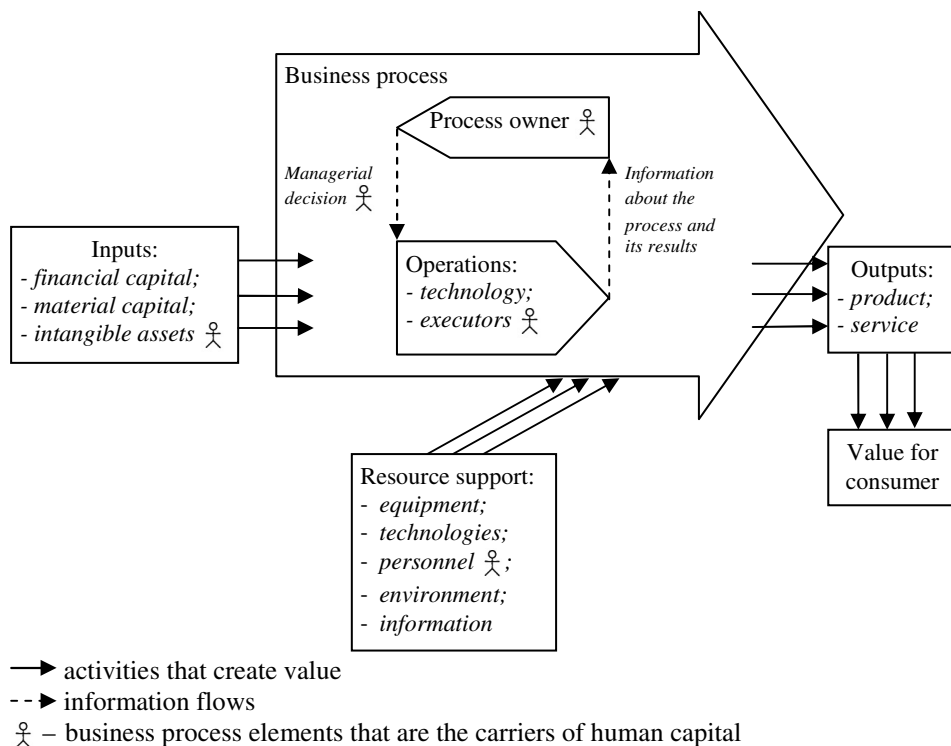 Business process
Process owner
Managerial
decision
Information
about the
process and
its results
Inputs:
- financial capital;
- material capital;
- intangible assets
Operations:
- technology;
- executors
Outputs:
- product;
- service
Value for
consumer
Resource support:
- equipment;
- technologies;
- personnel ;
- environment;
- information
activities that create value
information flows
– business process elements that are the carriers of human capital